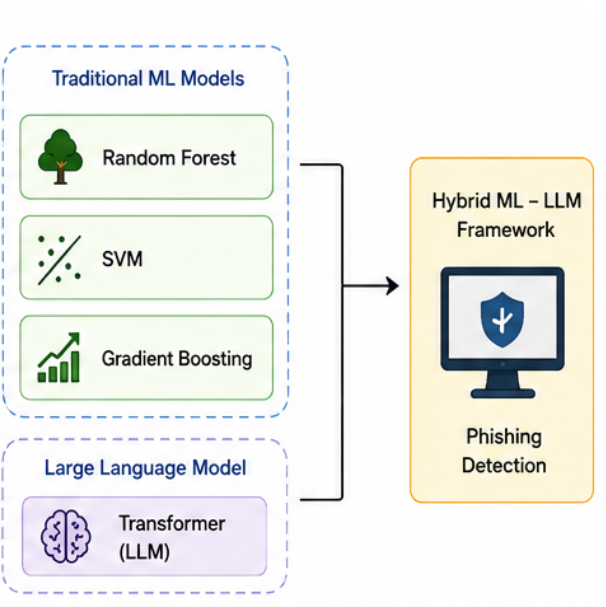 Traditional ML Models
Random Forest
SVM
Gradient Boosting
Large Language Model
Transformer
(LLM)
Hybrid ML – LLM
Framework
Phishing
Detection